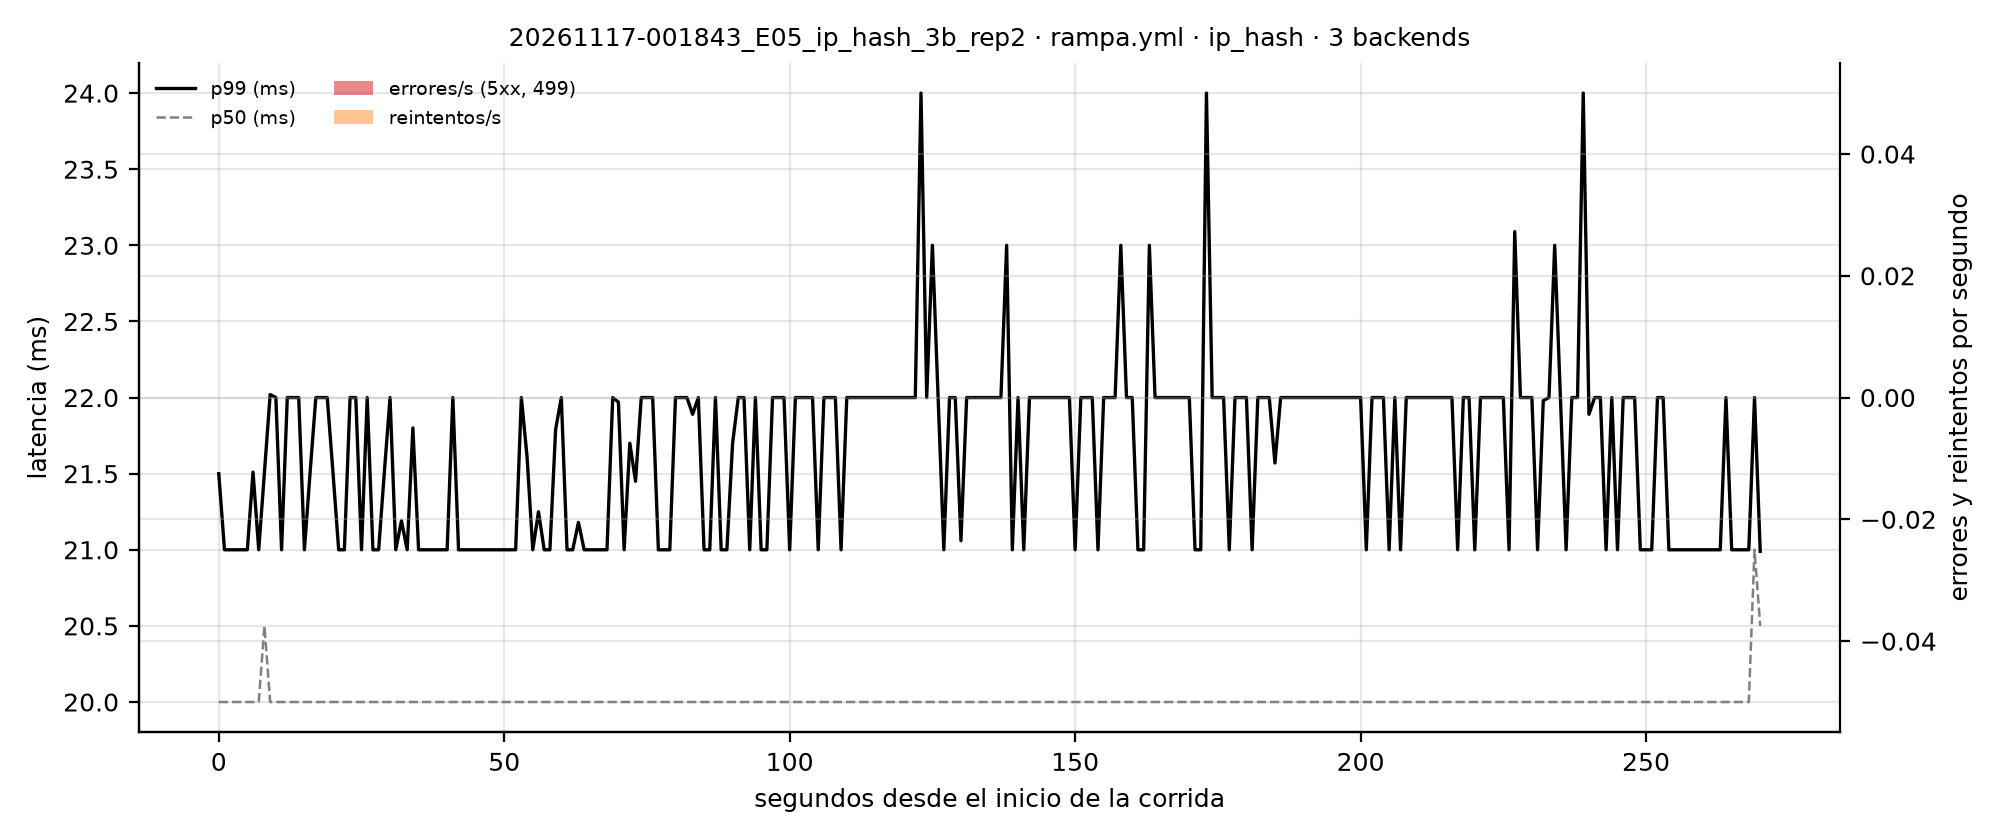 20261117-001843_E05_ip_hash_3b_rep2 · rampa.yml · ip_hash · 3 backends
p99 (ms)
p50 (ms)
errores/s (5xx, 499)
reintentos/s
latencia (ms)
24.0
23.5
23.0
22.5
22.0
21.5
21.0
20.5
20.0
0.04
0.02
0.00
−0.02
−0.04
errores y reintentos por segundo
0 50 100 150 200 250
segundos desde el inicio de la corrida